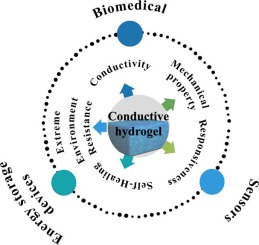 Biomedical
Conductivity
Mechanical
property
Responsiveness
Self-Healing
Extreme
Environment
Resistance
Conductive
hydrogel
Energy storage
devices
Sensors